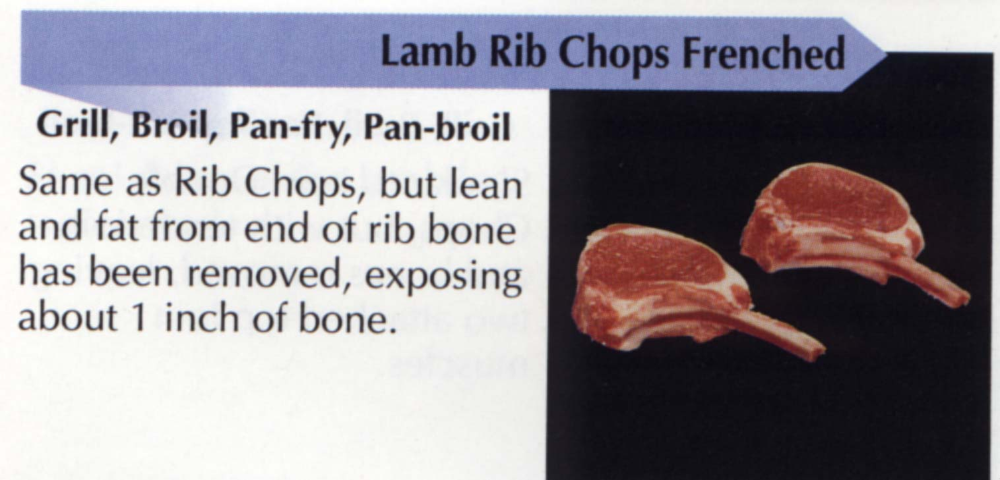 Lamb Rib Chops Frenched
Grill, Broil, Pan-fry, Pan-broil
Same as Rib Chops, but lean
and fat from end of rib bone
has been removed, exposing
about 1 inch of bone.